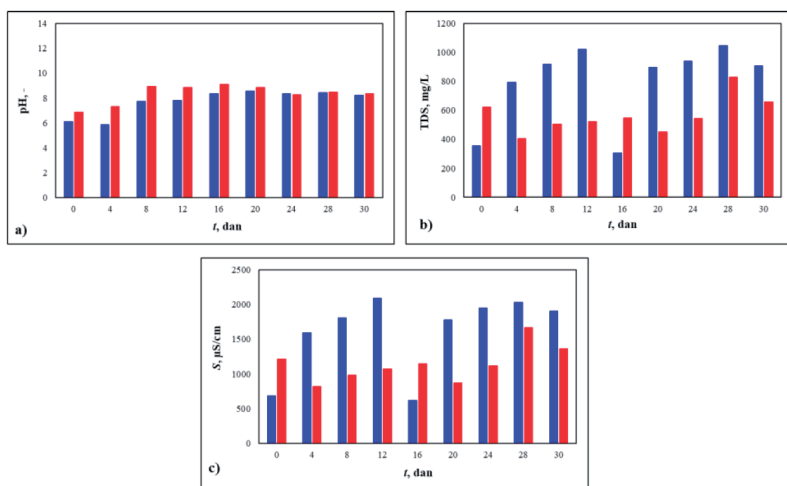 14
12
10
8
6
4
2
0
pH, -
0 4 8 12 16 20 24 28 30
t, dan
a)
1200
1000
800
600
400
200
0
TDS, mg/L
0 4 8 12 16 20 24 28 30
t, dan
b)
2500
2000
1500
1000
500
0
S, µS/cm
0 4 8 12 16 20 24 28 30
t, dan
c)